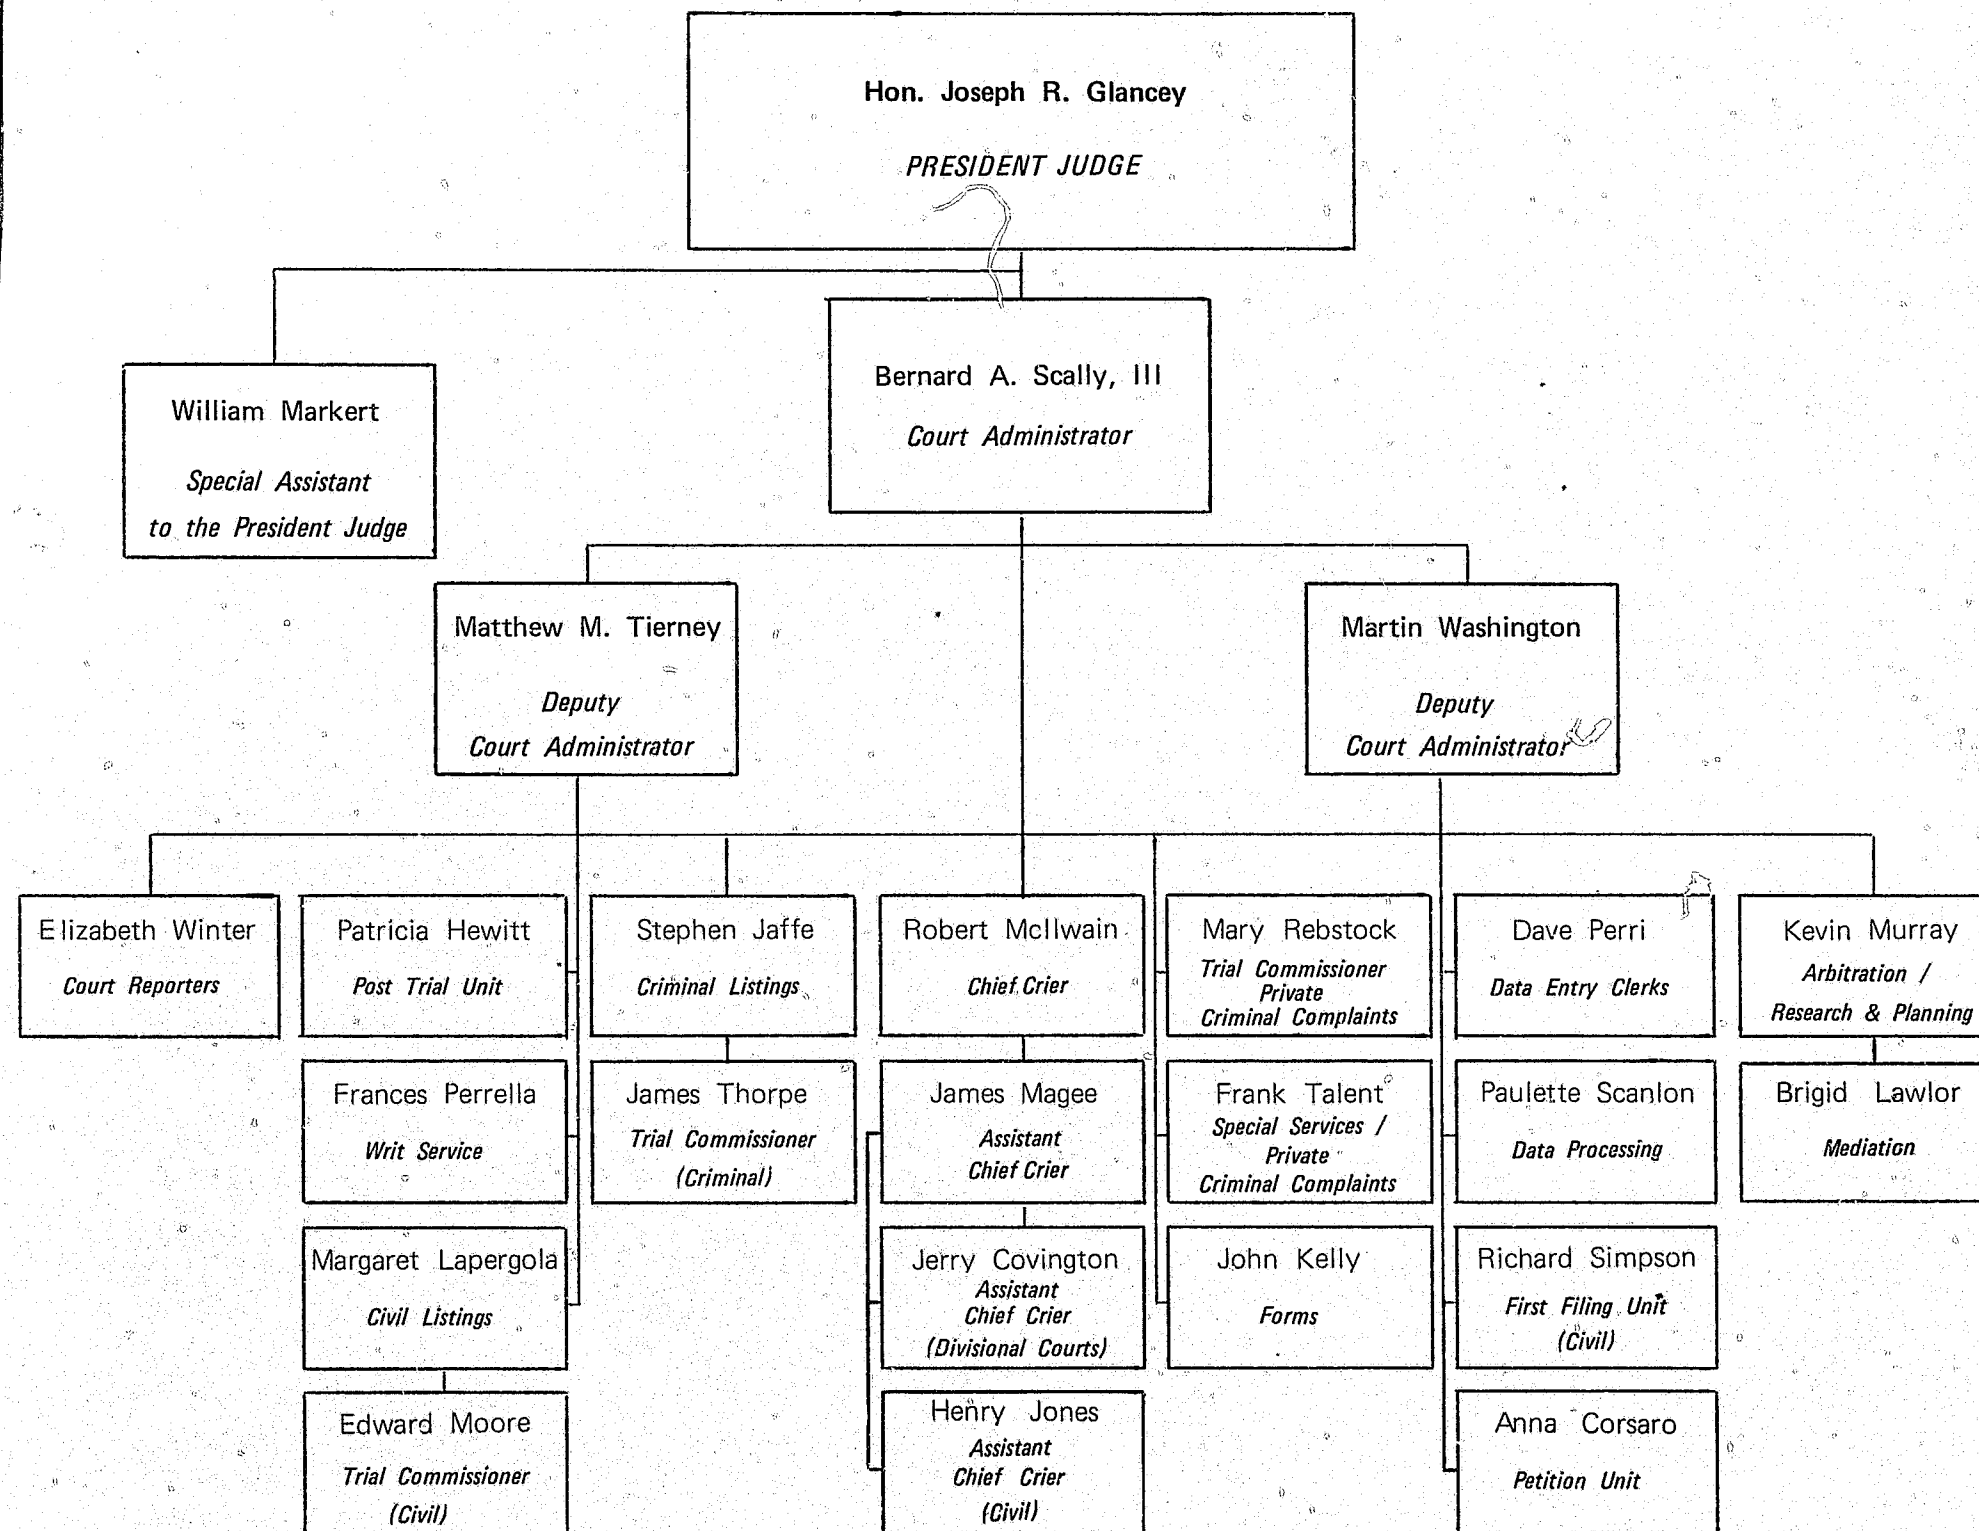 Hon. Joseph R. Glancey
PRESIDENT JUDGE
Bernard A. Scally, III
Court Administrator
William Markert
Special Assistant
to the President Judge
Matthew M. Tierney
Deputy
Court Administrator
Martin Washington
Deputy
Court Administrator
Elizabeth Winter
Court Reporters
Patricia Hewitt
Post Trial Unit
Stephen Jaffe
Criminal Listings
Robert McIlwain
Chief Crier
Mary Rebstock
Trial Commissioner
Private
Criminal Complaints
Dave Perri
Data Entry Clerks
Kevin Murray
Arbitration /
Research & Planning
Frances Perrella
Writ Service
James Thorpe
Trial Commissioner
(Criminal)
James Magee
Assistant
Chief Crier
Frank Talent
Special Services /
Private
Criminal Complaints
Paulette Scanlon
Data Processing
Brigid Lawlor
Mediation
Margaret Lapergola
Civil Listings
Jerry Covington
Assistant
Chief Crier
(Divisional Courts)
John Kelly
Forms
Richard Simpson
First Filing Unit
(Civil)
Edward Moore
Trial Commissioner
(Civil)
Henry Jones
Assistant
Chief Crier
(Civil)
Anna Corsaro
Petition Unit